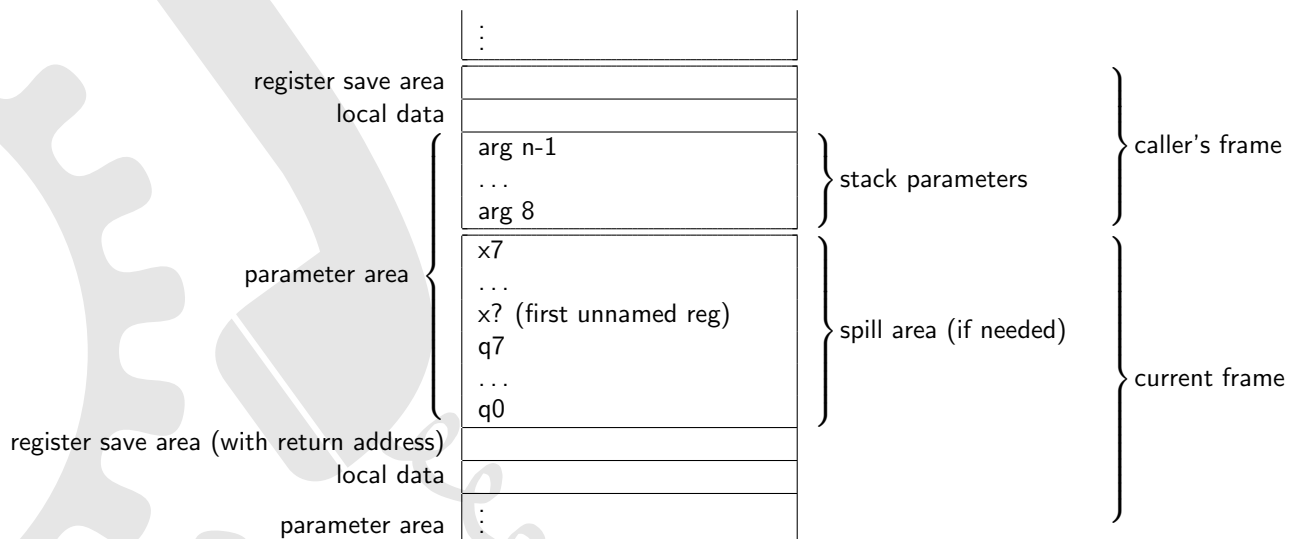 ⋮
register save area
local data
arg n-1
. . .
arg 8
stack parameters
caller's frame
parameter area
x7
. . .
x? (first unnamed reg)
q7
. . .
q0
spill area (if needed)
current frame
register save area (with return address)
local data
parameter area
⋮